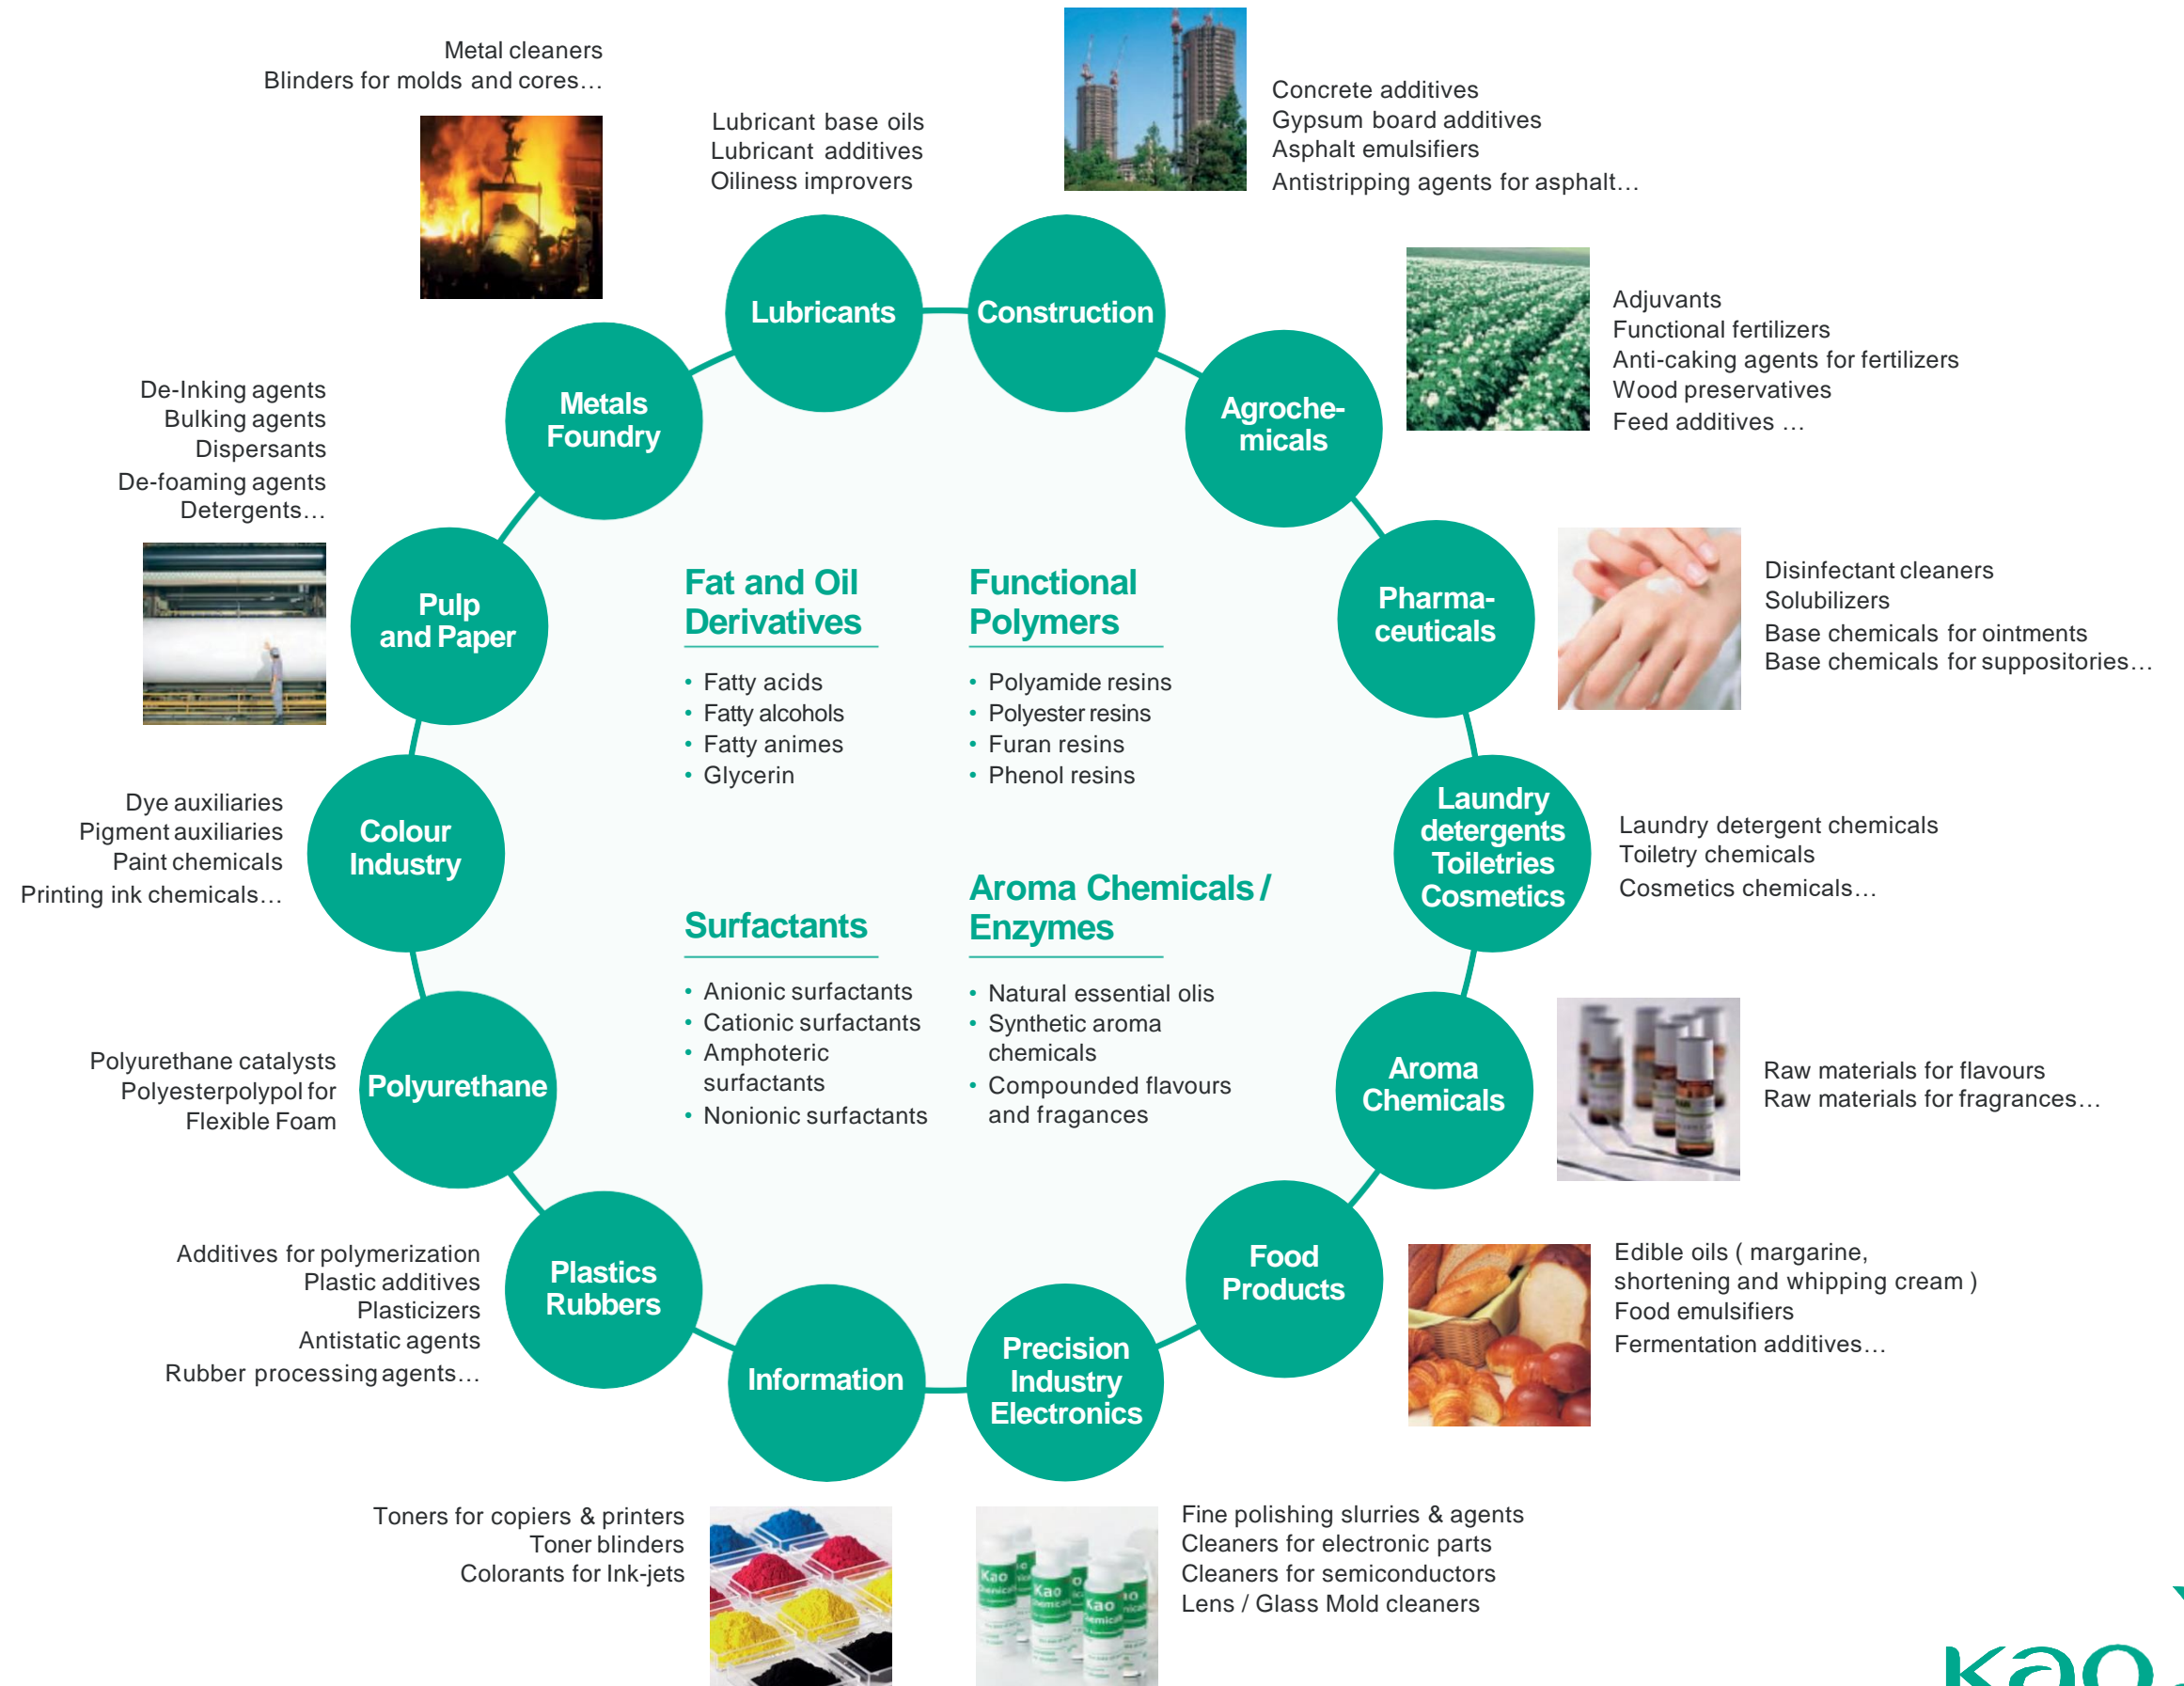 Metal cleaners
Blinders for molds and cores…
Lubricant base oils
Lubricant additives
Oiliness improvers
Concrete additives
Gypsum board additives
Asphalt emulsifiers
Antistripping agents for asphalt…
Lubricants
Construction
Adjuvants
Functional fertilizers
Anti-caking agents for fertilizers
Wood preservatives
Feed additives …
Metals
Foundry
Agroche-
micals
De-Inking agents
Bulking agents
Dispersants
De-foaming agents
Detergents…
Pulp
and Paper
Pharma-
ceuticals
Disinfectant cleaners
Solubilizers
Base chemicals for ointments
Base chemicals for suppositories…
Fat and Oil
Derivatives
• Fatty acids
• Fatty alcohols
• Fatty animes
• Glycerin
Functional
Polymers
• Polyamide resins
• Polyester resins
• Furan resins
• Phenol resins
Dye auxiliaries
Pigment auxiliaries
Paint chemicals
Printing ink chemicals…
Colour
Industry
Laundry
detergents
Toiletries
Cosmetics
Laundry detergent chemicals
Toiletry chemicals
Cosmetics chemicals…
Surfactants
• Anionic surfactants
• Cationic surfactants
• Amphoteric
surfactants
• Nonionic surfactants
Aroma Chemicals /
Enzymes
• Natural essential olis
• Synthetic aroma
chemicals
• Compounded flavours
and fragances
Polyurethane catalysts
Polyesterpolypol for
Flexible Foam
Polyurethane
Aroma
Chemicals
Raw materials for flavours
Raw materials for fragrances…
Additives for polymerization
Plastic additives
Plasticizers
Antistatic agents
Rubber processing agents…
Plastics
Rubbers
Food
Products
Edible oils ( margarine,
shortening and whipping cream )
Food emulsifiers
Fermentation additives…
Information
Precision
Industry
Electronics
Toners for copiers & printers
Toner blinders
Colorants for Ink-jets
Fine polishing slurries & agents
Cleaners for electronic parts
Cleaners for semiconductors
Lens / Glass Mold cleaners
Kao
Kao
Kao
Kao